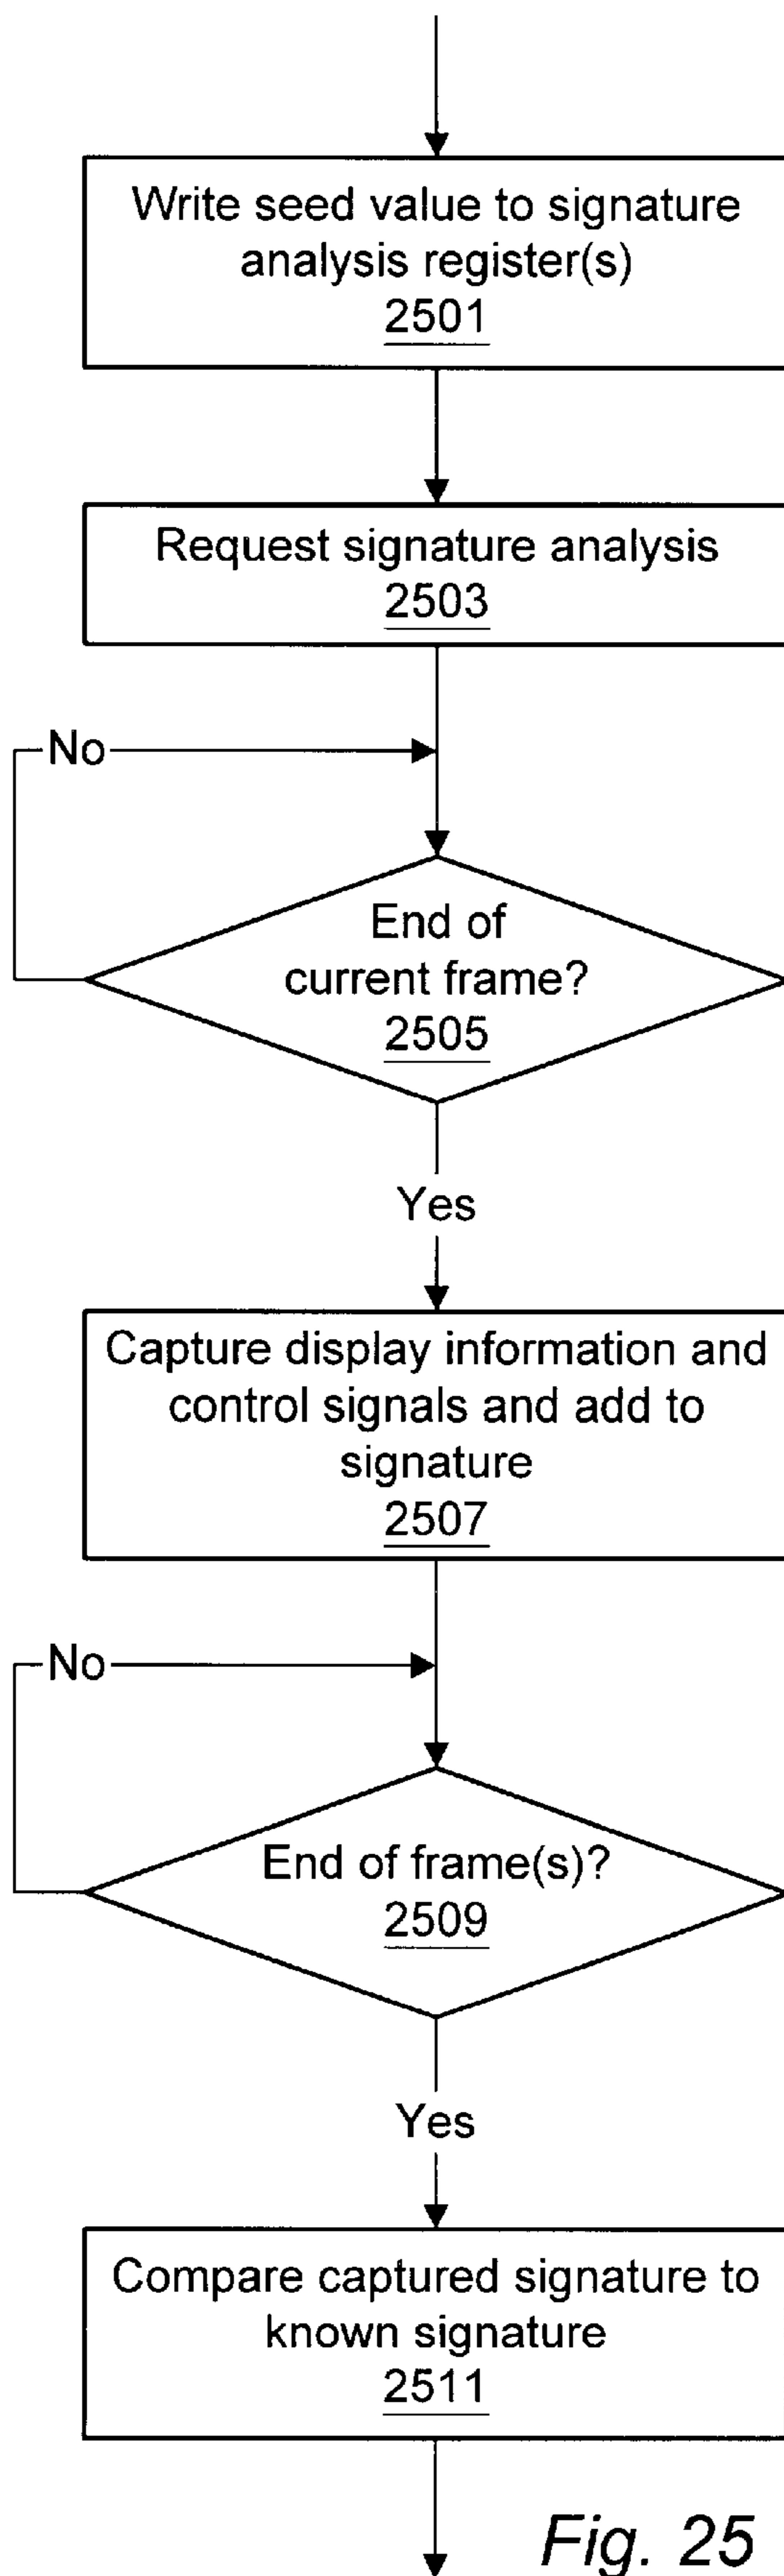 Write seed value to signature
analysis register(s)
2501
Request signature analysis
2503
No
End of
current frame?
2505
Yes
Capture display information and
control signals and add to
signature
2507
No
End of frame(s)?
2509
Yes
Compare captured signature to
known signature
2511
Fig. 25